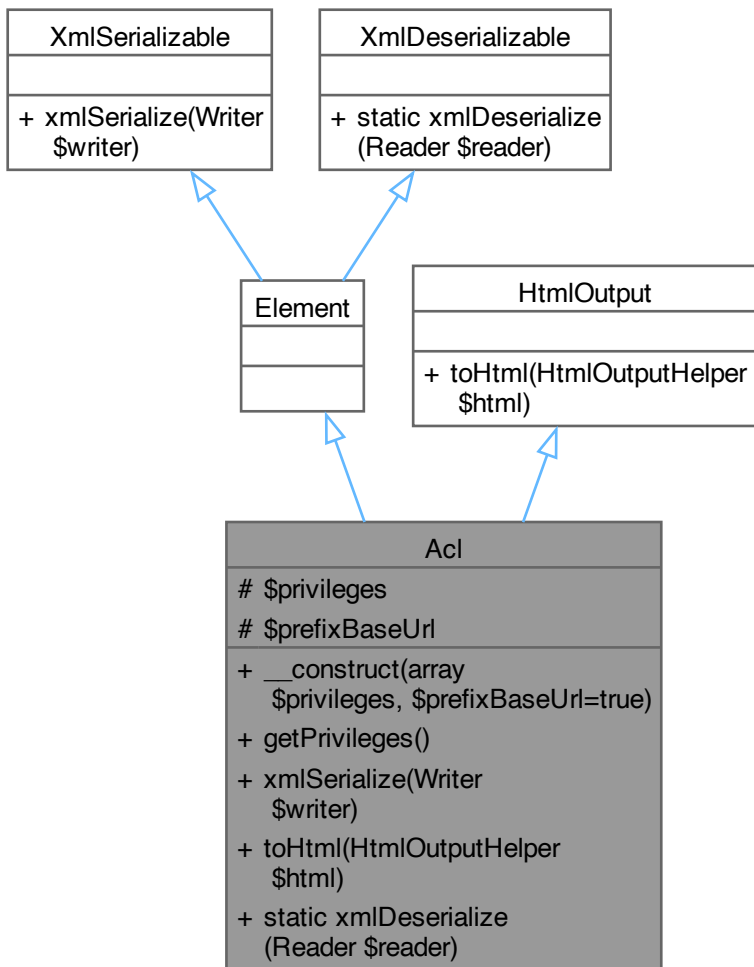 XmlSerializable
+ xmlSerialize(Writer
$writer)
XmlDeserializable
+ static xmlDeserialize
(Reader $reader)
Element
HtmlOutput
+ toHtml(HtmlOutputHelper
$html)
Acl
# $privileges
# $prefixBaseUrl
+ __construct(array
$privileges, $prefixBaseUrl=true)
+ getPrivileges()
+ xmlSerialize(Writer
$writer)
+ toHtml(HtmlOutputHelper
$html)
+ static xmlDeserialize
(Reader $reader)